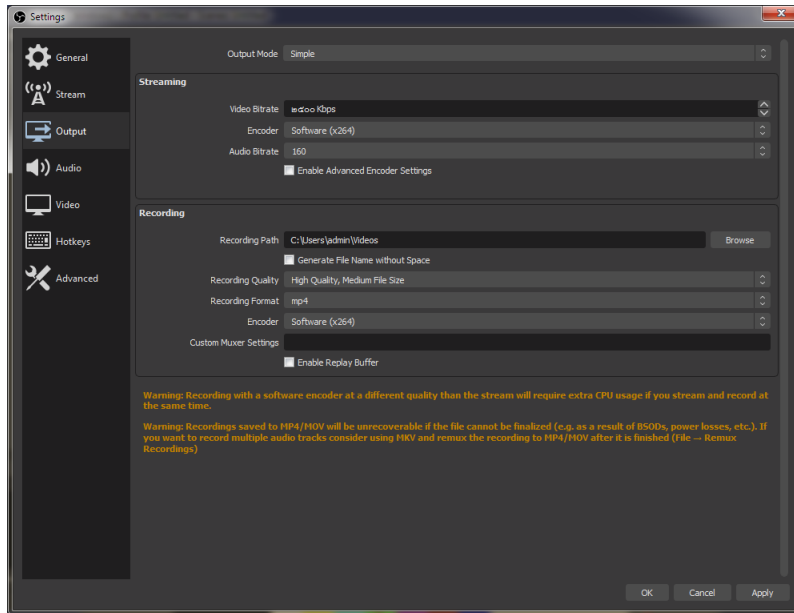 Settings
General
Stream
Output
Audio
Video
Hotkeys
Advanced
Output Mode Simple
Streaming
Video Bitrate ๒๕๐๐ Kbps
Encoder Software (x264)
Audio Bitrate 160
Enable Advanced Encoder Settings
Recording
Recording Path C:\Users\admin\Videos Browse
Generate File Name without Space
Recording Quality High Quality, Medium File Size
Recording Format mp4
Encoder Software (x264)
Custom Muxer Settings
Enable Replay Buffer
Warning: Recording with a software encoder at a different quality than the stream will require extra CPU usage if you stream and record at
the same time.
Warning: Recordings saved to MP4/MOV will be unrecoverable if the file cannot be finalized (e.g. as a result of BSODs, power losses, etc.). If
you want to record multiple audio tracks consider using MKV and remux the recording to MP4/MOV after it is finished (File → Remux
Recordings)
OK Cancel Apply